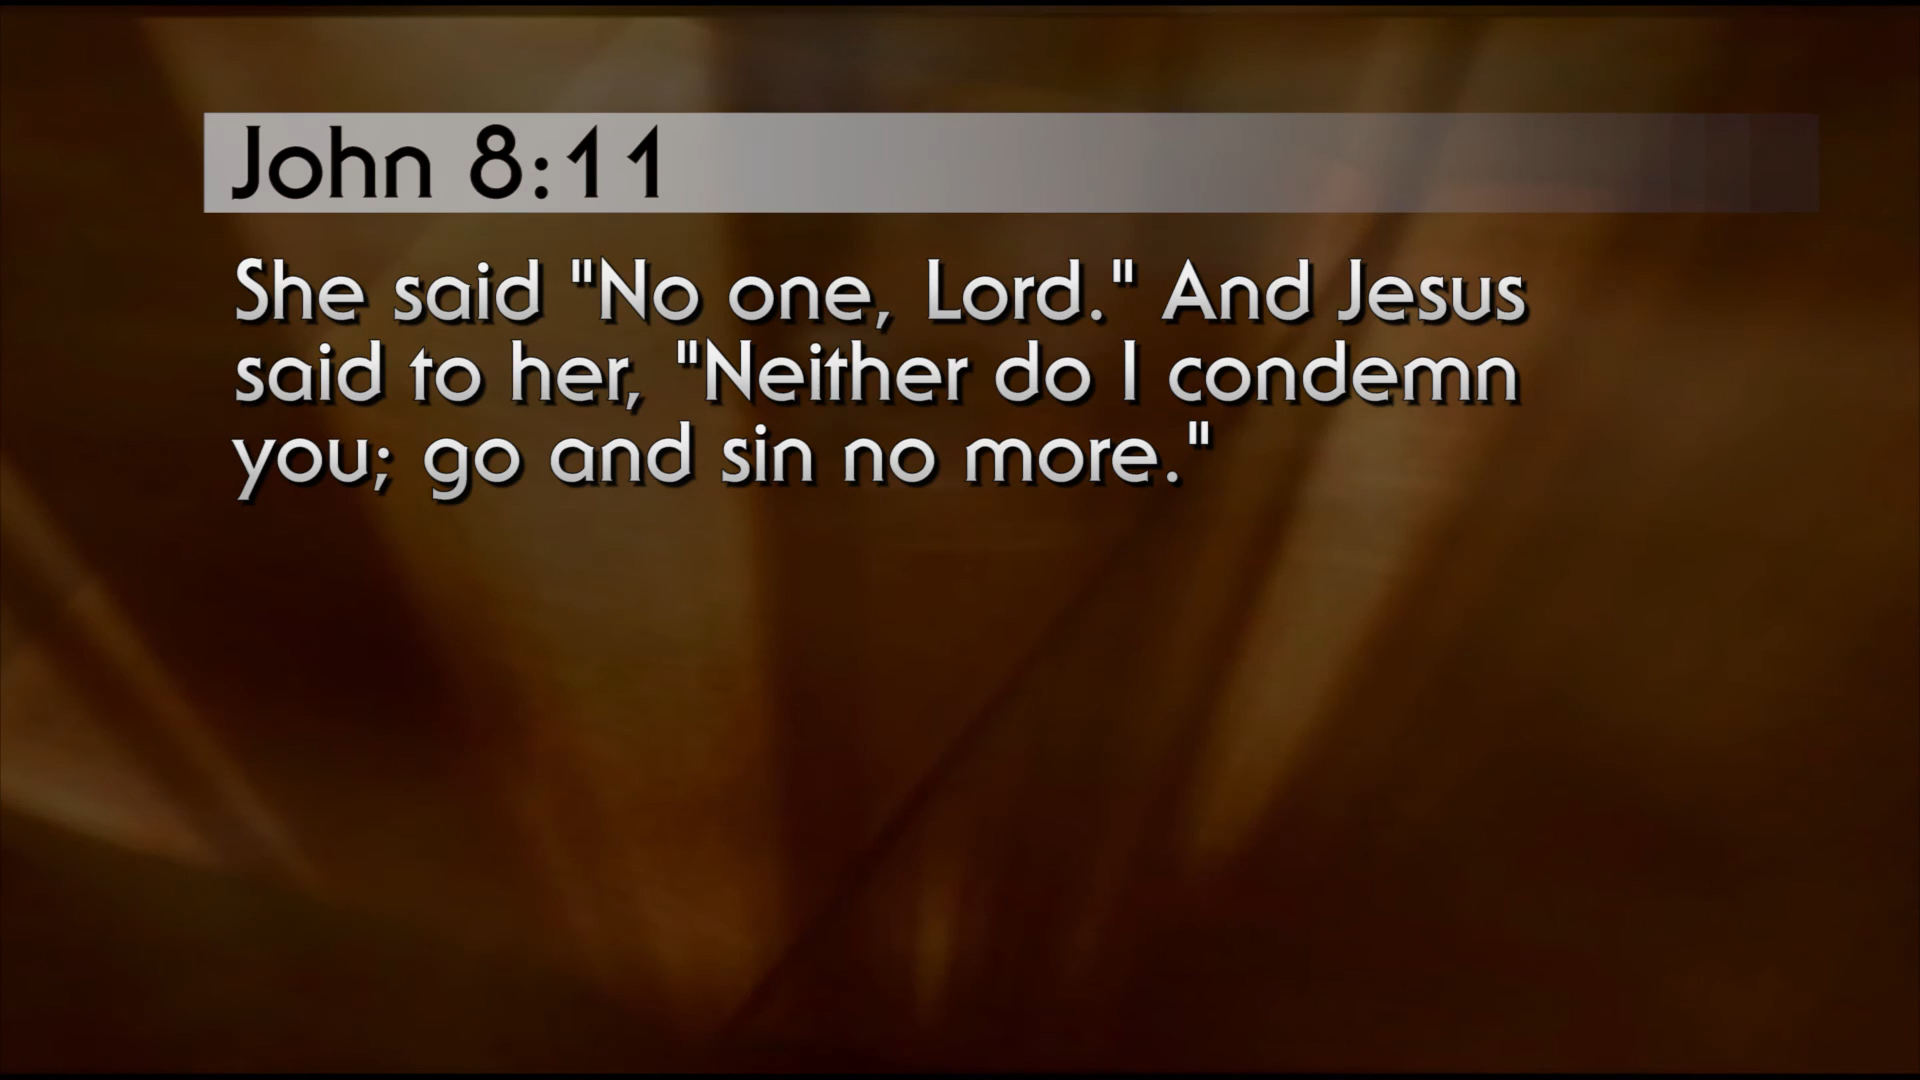 John 8:11
She said "No one, Lord." And Jesus
said to her, "Neither do I condemn
you; go and sin no more."